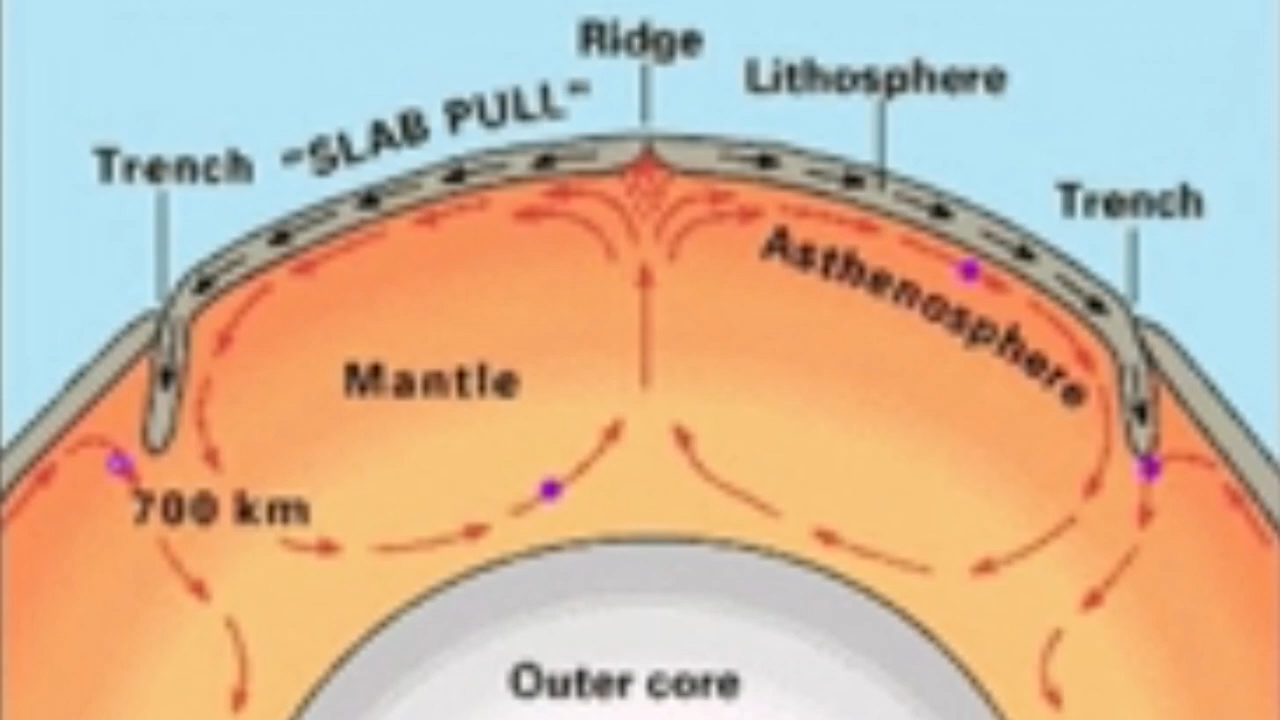 Ridge
Lithosphere
"SLAB PULL"
Trench
Trench
Asthenosphere
Mantle
700 km
Outer core